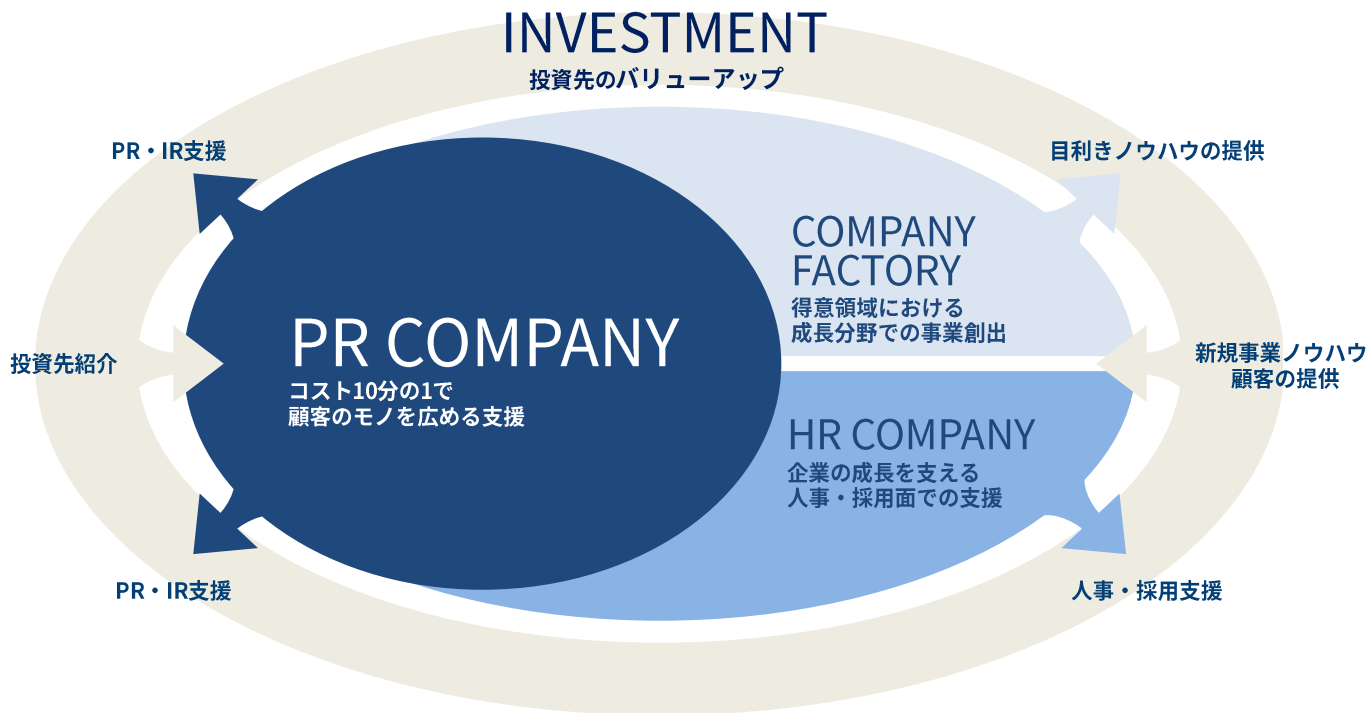 INVESTMENT
投資先のバリューアップ
PR・IR支援
目利きノウハウの提供
COMPANY
FACTORY
得意領域における
成長分野での事業創出
PR COMPANY
コスト10分の1で
顧客のモノを広める支援
投資先紹介
新規事業ノウハウ
顧客の提供
HR COMPANY
企業の成長を支える
人事・採用面での支援
PR・IR支援
人事・採用支援